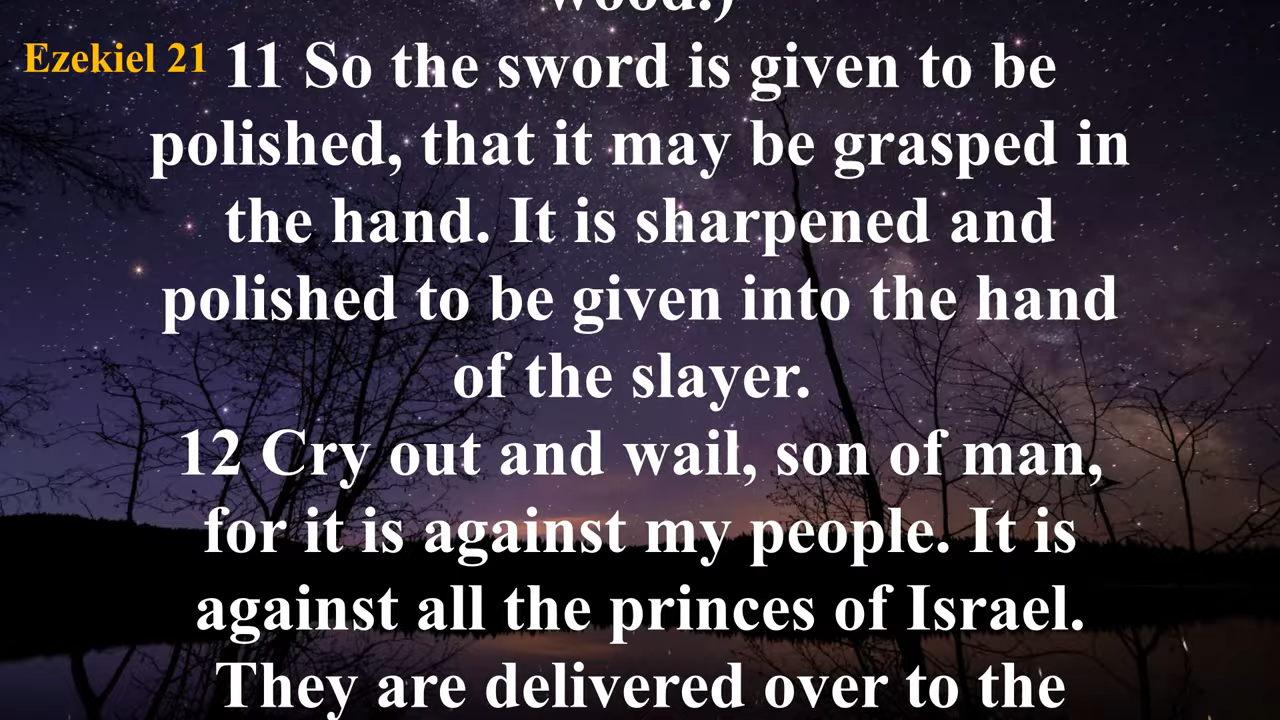 wood.)
Ezekiel 21
11 So the sword is given to be
polished, that it may be grasped in
the hand. It is sharpened and
polished to be given into the hand
of the slayer.
12 Cry out and wail, son of man,
for it is against my people. It is
against all the princes of Israel.
They are delivered over to the